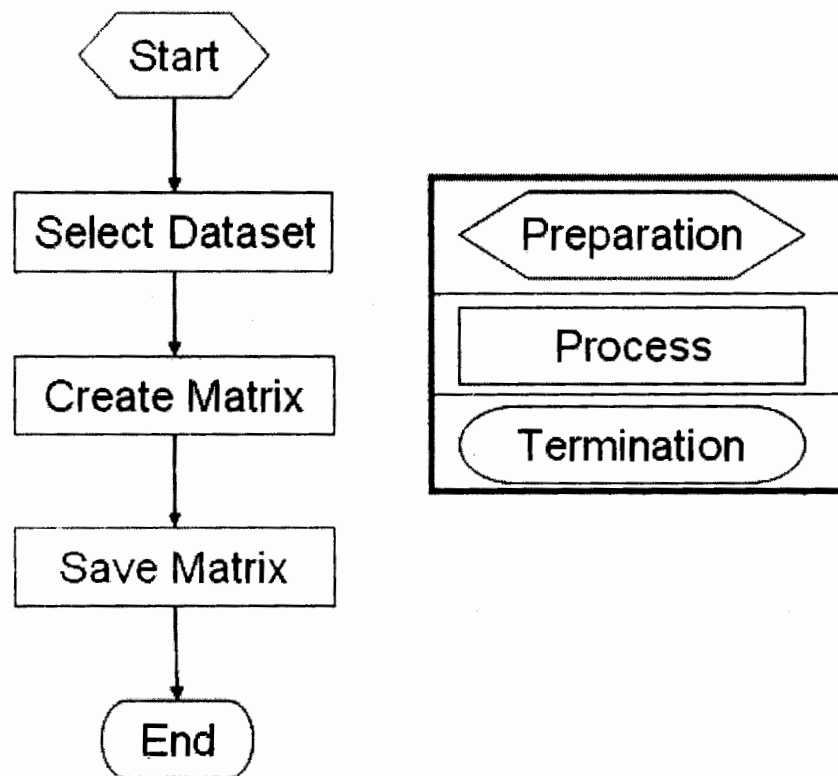 Start
Select Dataset
Create Matrix
Save Matrix
End
Preparation
Process
Termination